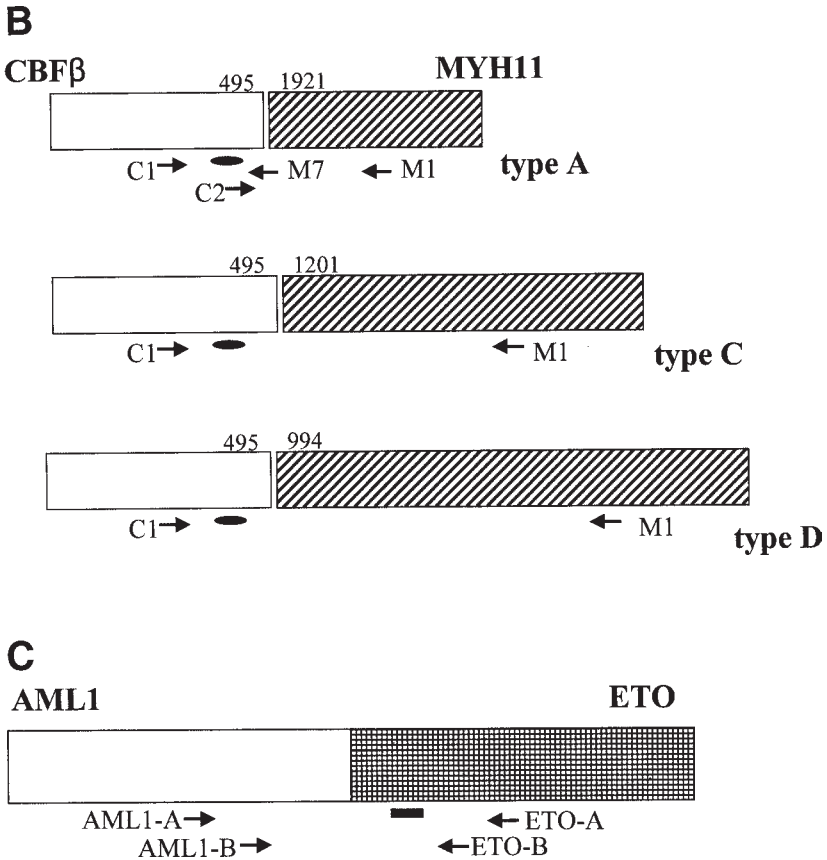 B
CBFβ MYH11
495 1921
C1 M7 M1
C2
type A
495 1201
C1 M1
type C
495 994
C1 M1
type D
C
AML1 ETO
AML1-A ETO-A
AML1-B ETO-B